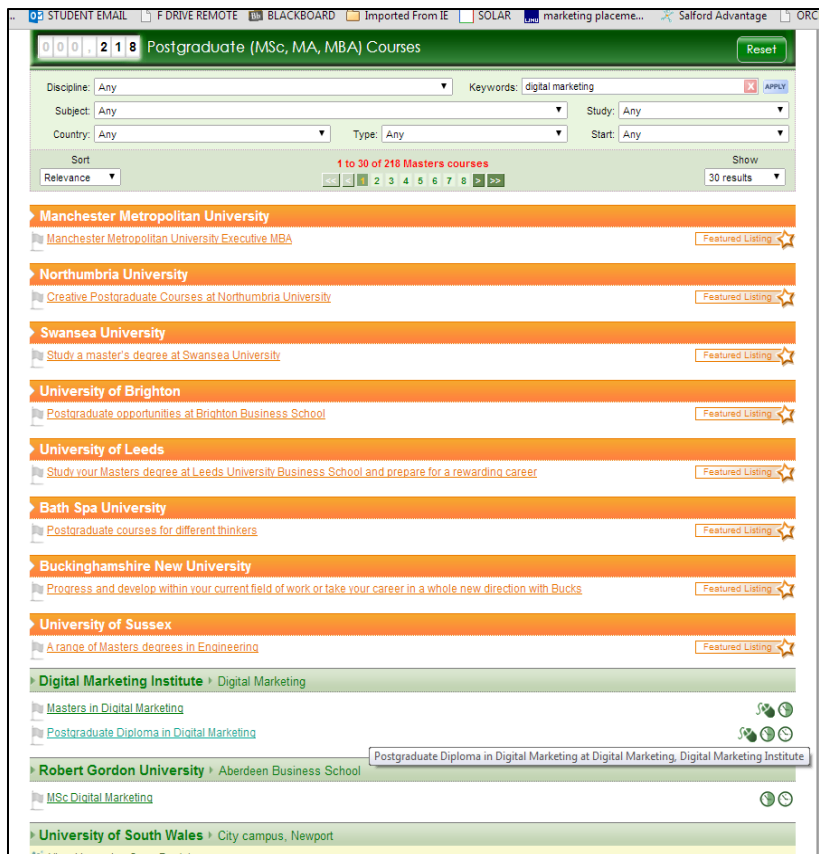 STUDENT EMAIL F DRIVE REMOTE Bb BLACKBOARD Imported From IE SOLAR LJMU marketing placeme... Salford Advantage ORC
000,218 Postgraduate (MSc, MA, MBA) Courses Reset
Discipline: Any Keywords: digital marketing X APPLY
Subject: Any Study: Any
Country: Any Type: Any Start: Any
Sort 1 to 30 of 218 Masters courses Show
Relevance << < 1 2 3 4 5 6 7 8 > >> 30 results
Manchester Metropolitan University
Manchester Metropolitan University Executive MBA Featured Listing
Northumbria University
Creative Postgraduate Courses at Northumbria University Featured Listing
Swansea University
Study a master's degree at Swansea University Featured Listing
University of Brighton
Postgraduate opportunities at Brighton Business School Featured Listing
University of Leeds
Study your Masters degree at Leeds University Business School and prepare for a rewarding career Featured Listing
Bath Spa University
Postgraduate courses for different thinkers Featured Listing
Buckinghamshire New University
Progress and develop within your current field of work or take your career in a whole new direction with Bucks Featured Listing
University of Sussex
A range of Masters degrees in Engineering Featured Listing
Digital Marketing Institute Digital Marketing
Masters in Digital Marketing
Postgraduate Diploma in Digital Marketing
Postgraduate Diploma in Digital Marketing at Digital Marketing, Digital Marketing Institute
Robert Gordon University Aberdeen Business School
MSc Digital Marketing
University of South Wales City campus, Newport